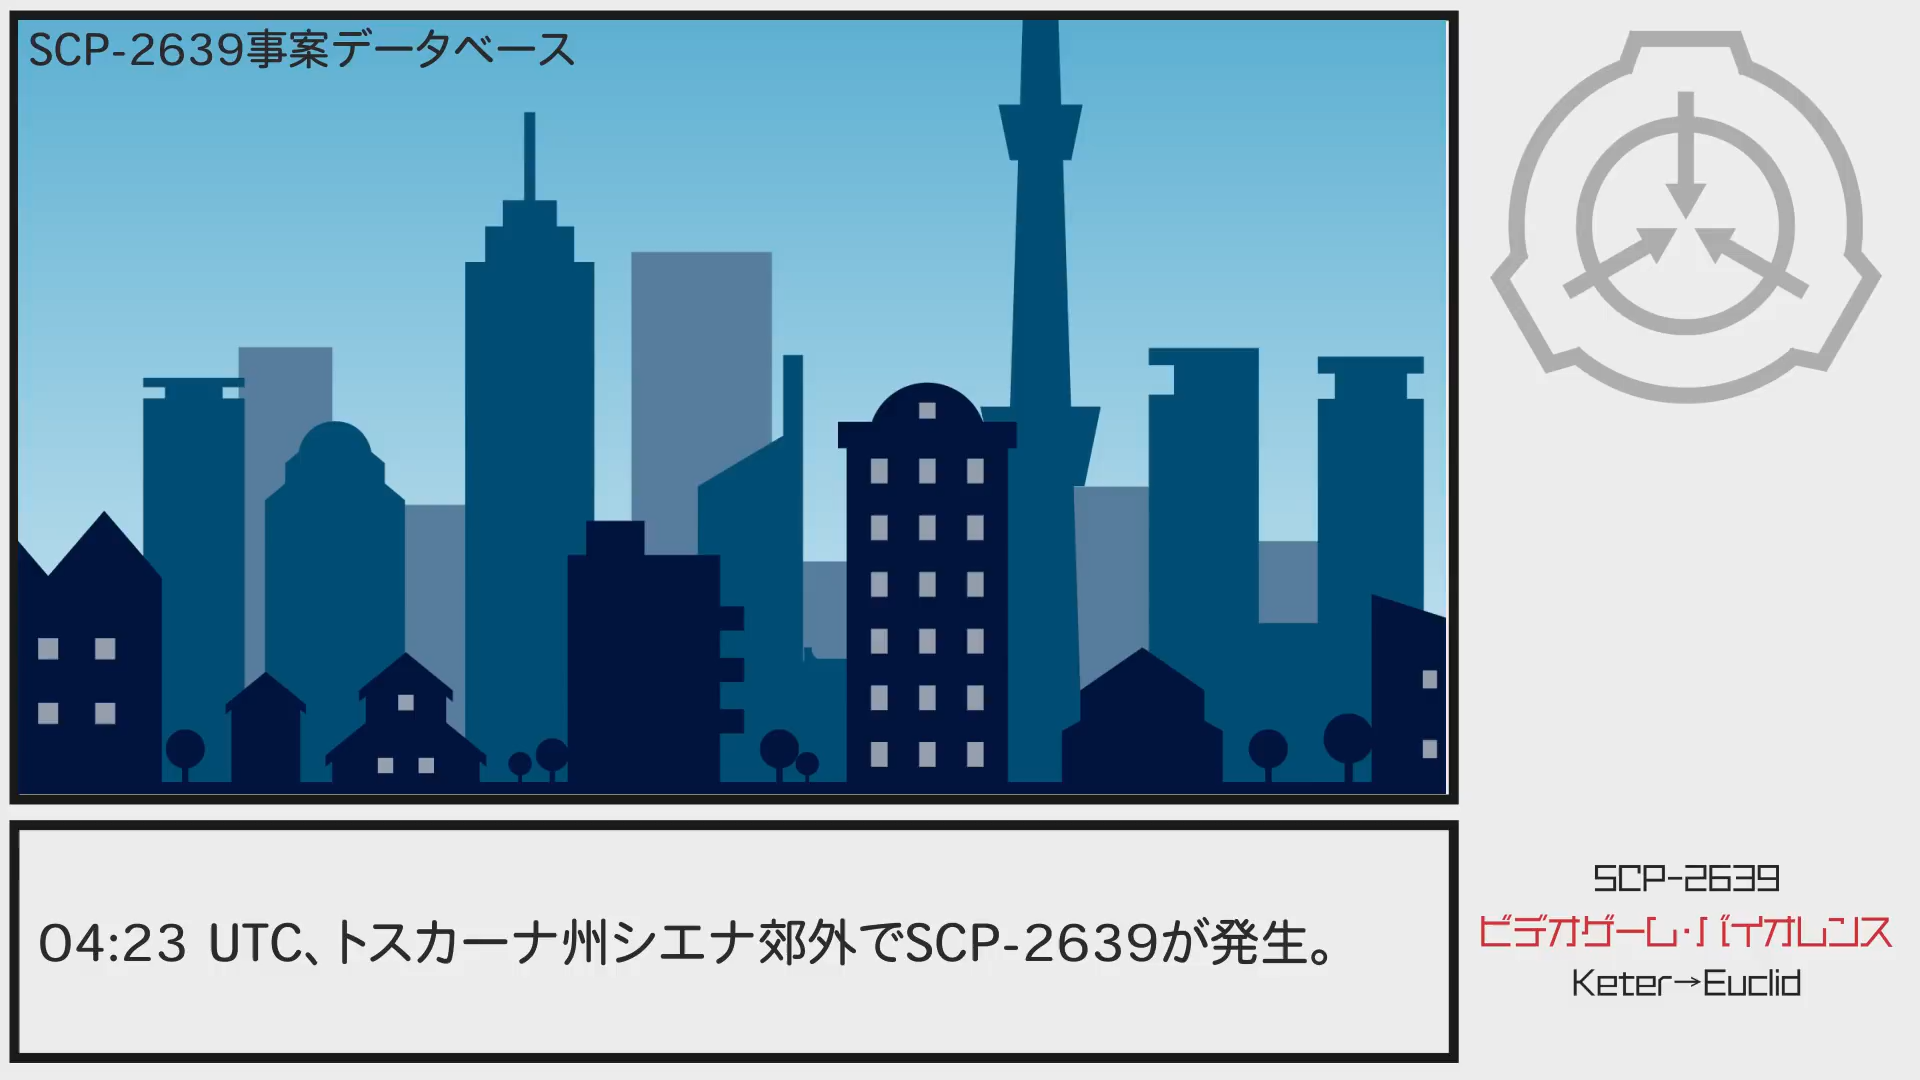 SCP-2639事案データベース
04:23 UTC、トスカーナ州シエナ郊外でSCP-2639が発生。
SCP-2639
ビデオゲーム・バイオレンス
Keter→Euclid